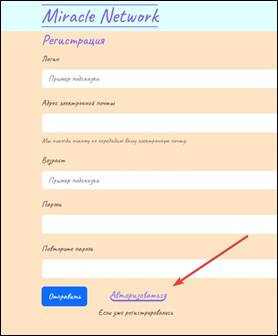 Miracle Network
Регистрация
Логин
Пример подсказки
Адрес электронной почты
Мы никогда никому не передадим вашу электронную почту.
Возраст
Пример подсказки
Пароль
Повторите пароль
Отправить
Авторизоваться
Если уже регистрировались